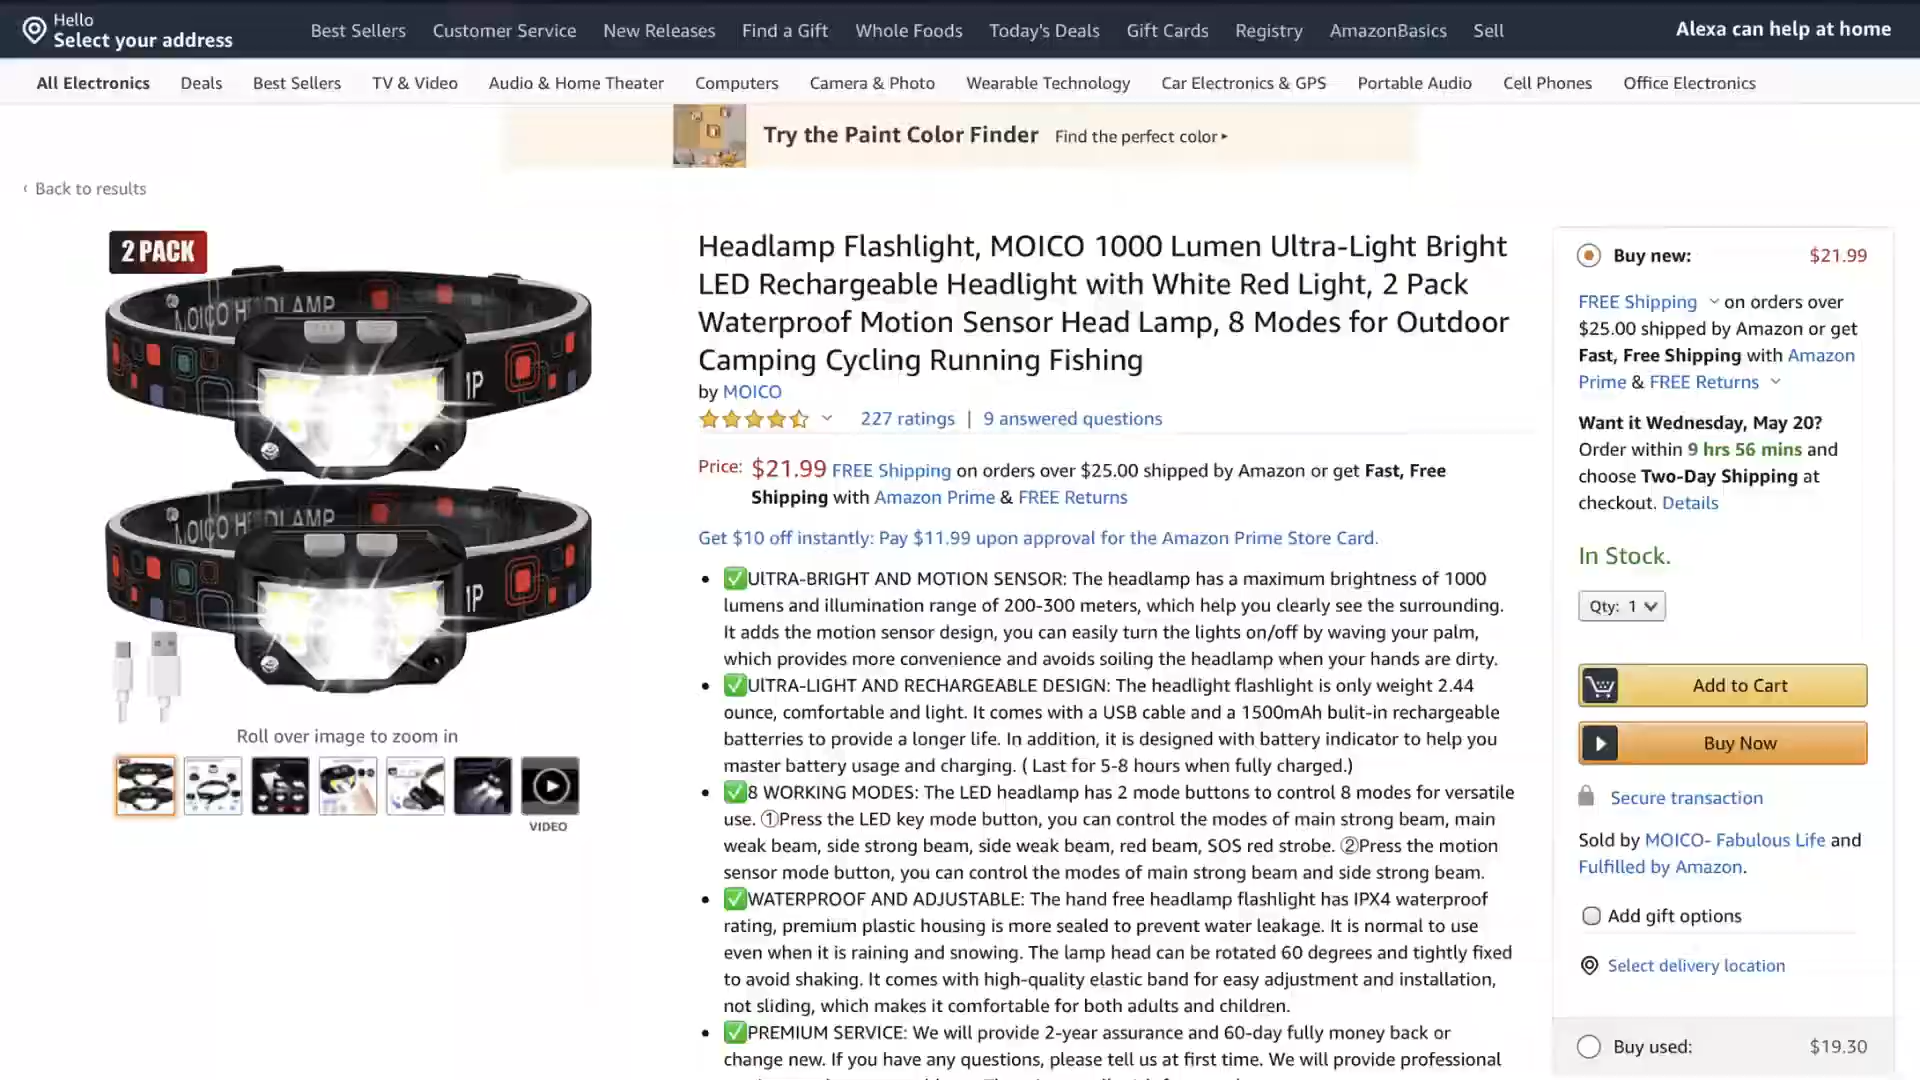 Hello
Select your address
Best Sellers Customer Service New Releases Find a Gift Whole Foods Today's Deals Gift Cards Registry AmazonBasics Sell
Alexa can help at home
All Electronics Deals Best Sellers TV & Video Audio & Home Theater Computers Camera & Photo Wearable Technology Car Electronics & GPS Portable Audio Cell Phones Office Electronics
Try the Paint Color Finder Find the perfect color ▸
‹ Back to results
2 PACK
MOICO HEADLAMP
MOICO HEADLAMP
Roll over image to zoom in
VIDEO
Headlamp Flashlight, MOICO 1000 Lumen Ultra-Light Bright
LED Rechargeable Headlight with White Red Light, 2 Pack
Waterproof Motion Sensor Head Lamp, 8 Modes for Outdoor
Camping Cycling Running Fishing
by MOICO
227 ratings | 9 answered questions
Price: $21.99 FREE Shipping on orders over $25.00 shipped by Amazon or get Fast, Free
Shipping with Amazon Prime & FREE Returns
Get $10 off instantly: Pay $11.99 upon approval for the Amazon Prime Store Card.
• ✅UlTRA-BRIGHT AND MOTION SENSOR: The headlamp has a maximum brightness of 1000
lumens and illumination range of 200-300 meters, which help you clearly see the surrounding.
It adds the motion sensor design, you can easily turn the lights on/off by waving your palm,
which provides more convenience and avoids soiling the headlamp when your hands are dirty.
• ✅UlTRA-LIGHT AND RECHARGEABLE DESIGN: The headlight flashlight is only weight 2.44
ounce, comfortable and light. It comes with a USB cable and a 1500mAh bulit-in rechargeable
batterries to provide a longer life. In addition, it is designed with battery indicator to help you
master battery usage and charging. ( Last for 5-8 hours when fully charged.)
• ✅8 WORKING MODES: The LED headlamp has 2 mode buttons to control 8 modes for versatile
use. ①Press the LED key mode button, you can control the modes of main strong beam, main
weak beam, side strong beam, side weak beam, red beam, SOS red strobe. ②Press the motion
sensor mode button, you can control the modes of main strong beam and side strong beam.
• ✅WATERPROOF AND ADJUSTABLE: The hand free headlamp flashlight has IPX4 waterproof
rating, premium plastic housing is more sealed to prevent water leakage. It is normal to use
even when it is raining and snowing. The lamp head can be rotated 60 degrees and tightly fixed
to avoid shaking. It comes with high-quality elastic band for easy adjustment and installation,
not sliding, which makes it comfortable for both adults and children.
• ✅PREMIUM SERVICE: We will provide 2-year assurance and 60-day fully money back or
change new. If you have any questions, please tell us at first time. We will provide professional
Buy new: $21.99
FREE Shipping on orders over
$25.00 shipped by Amazon or get
Fast, Free Shipping with Amazon
Prime & FREE Returns
Want it Wednesday, May 20?
Order within 9 hrs 56 mins and
choose Two-Day Shipping at
checkout. Details
In Stock.
Qty: 1
Add to Cart
Buy Now
Secure transaction
Sold by MOICO- Fabulous Life and
Fulfilled by Amazon.
Add gift options
Select delivery location
Buy used: $19.30